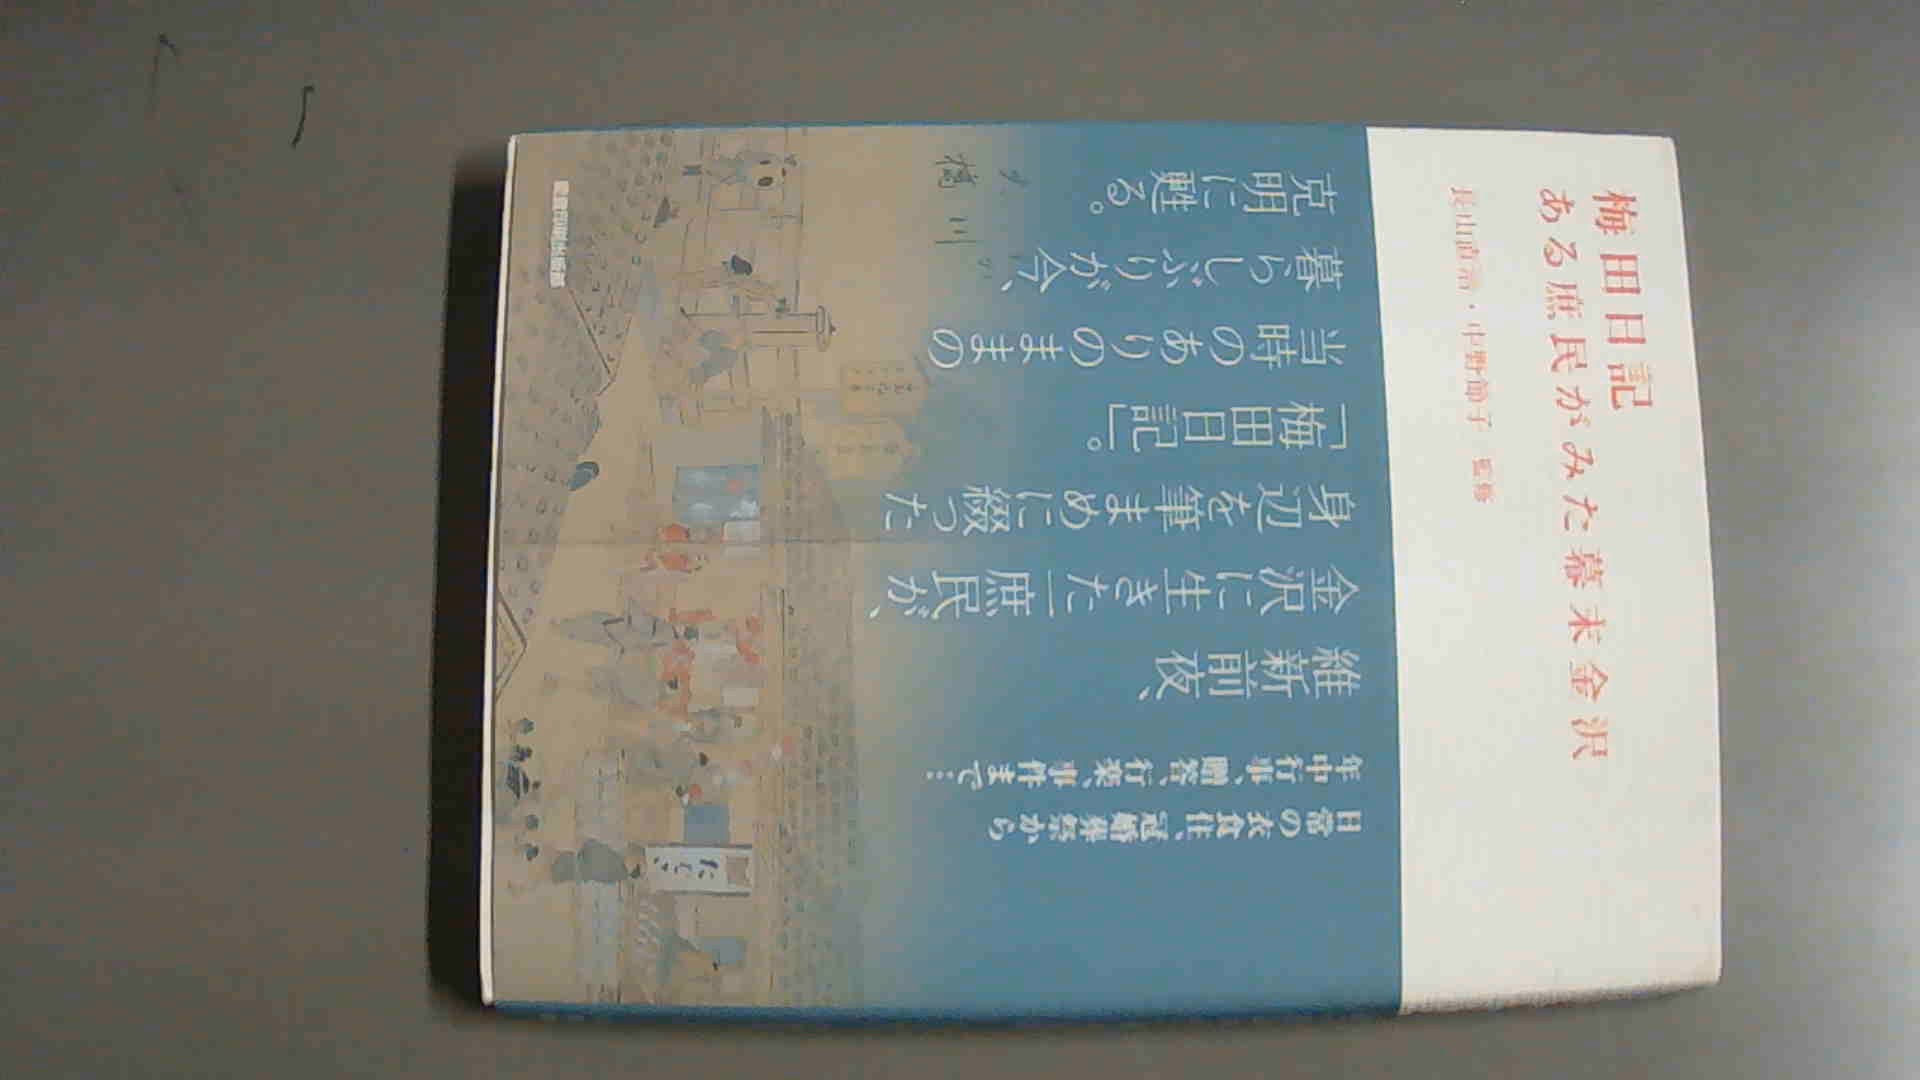 梅田日記
ある庶民がみた幕末金沢
長山直治・中野節子 監修
日常の衣食住、冠婚葬祭から
年中行事、贈答、行楽、事件まで…
維新前夜、
金沢に生きた一庶民が、
身辺を筆まめに綴った
「梅田日記」。
当時のありのままの
暮らしぶりが今、
克明に甦る。